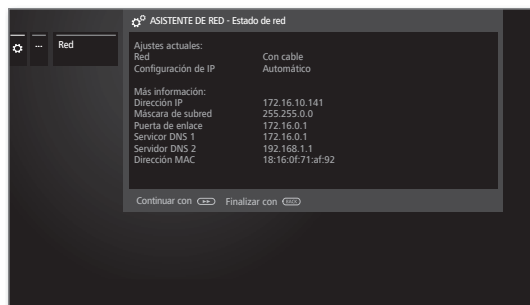 ASISTENTE DE RED - Estado de red
... Red
Ajustes actuales:
Red Con cable
Configuración de IP Automático
Más información:
Dirección IP 172.16.10.141
Máscara de subred 255.255.0.0
Puerta de enlace 172.16.0.1
Servicor DNS 1 172.16.0.1
Servidor DNS 2 192.168.1.1
Dirección MAC 18:16:0f:71:af:92
Continuar con Finalizar con BACK